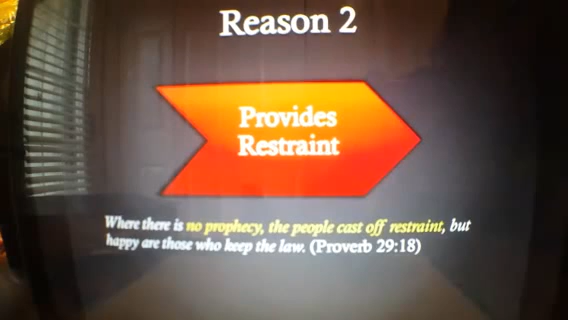 Reason 2
Provides
Restraint
Where there is no prophecy, the people cast off restraint, but
happy are those who keep the law. (Proverb 29:18)